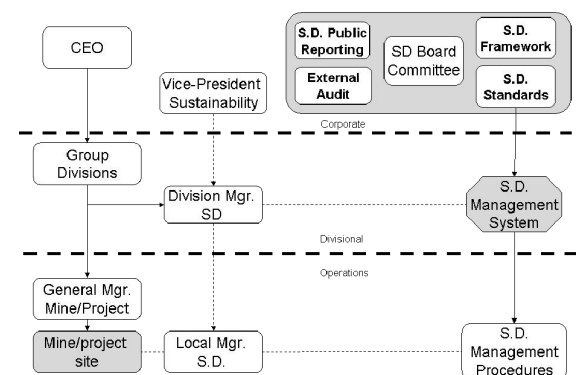 CEO
S.D. Public
Reporting
SD Board
Committee
S.D.
Framework
External
Audit
S.D.
Standards
Vice-President
Sustainability
Corporate
Group
Divisions
Division Mgr.
SD
S.D.
Management
System
Divisional
Operations
General Mgr.
Mine/Project
Mine/project
site
Local Mgr.
S.D.
S.D.
Management
Procedures